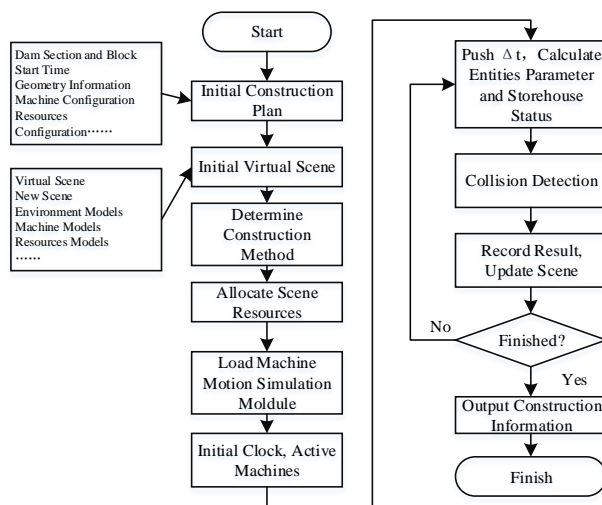 Start
Dam Section and Block
Start Time
Geometry Information
Machine Configuration
Resources
Configuration……
Initial Construction
Plan
Virtual Scene
New Scene
Environment Models
Machine Models
Resources Models
……
Initial Virtual Scene
Determine
Construction
Method
Allocate Scene
Resources
Load Machine
Motion Simulation
Moldule
Initial Clock, Active
Machines
Push Δt，Calculate
Entities Parameter
and Storehouse
Status
Collision Detection
Record Result,
Update Scene
No
Finished?
Yes
Output Construction
Information
Finish